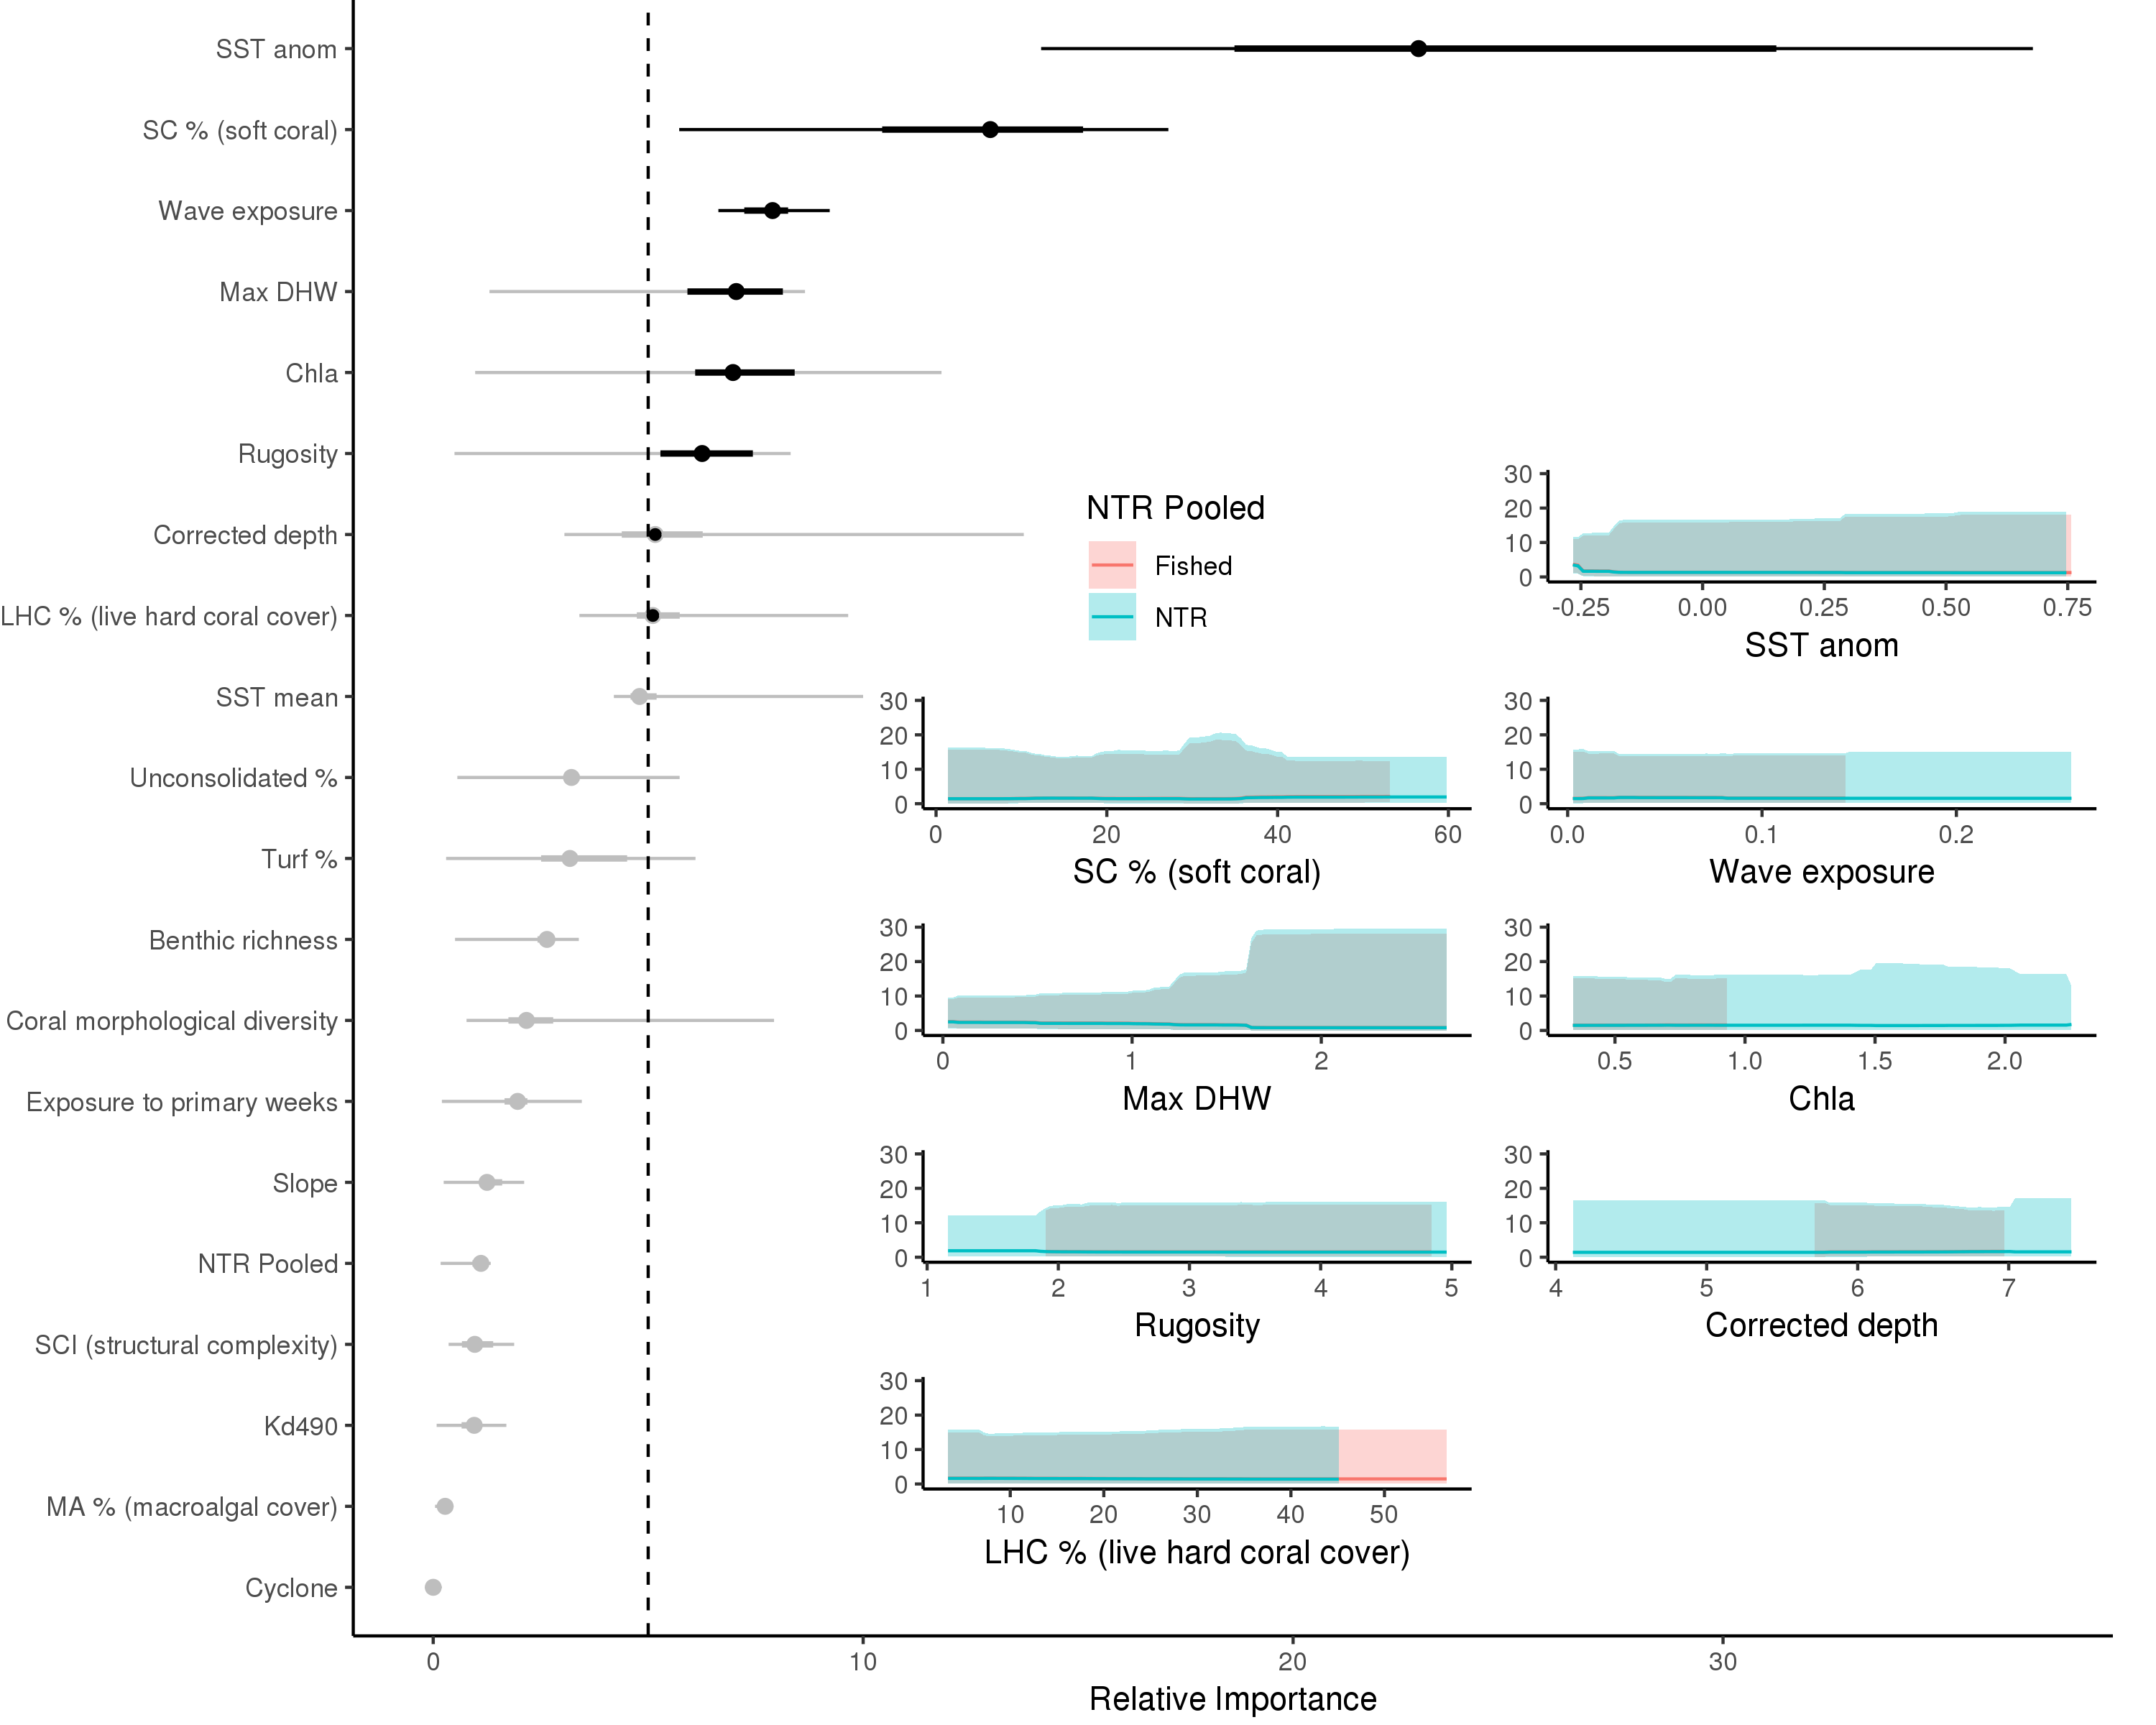 SST anom
SC % (soft coral)
Wave exposure
Max DHW
Chla
Rugosity
Corrected depth
LHC % (live hard coral cover)
SST mean
Unconsolidated %
Turf %
Benthic richness
Coral morphological diversity
Exposure to primary weeks
Slope
NTR Pooled
SCI (structural complexity)
Kd490
MA % (macroalgal cover)
Cyclone
0 10 20 30
Relative Importance
NTR Pooled
Fished
NTR
30
20
10
0
-0.25 0.00 0.25 0.50 0.75
SST anom
30
20
10
0
0 20 40 60
SC % (soft coral)
30
20
10
0
0.0 0.1 0.2
Wave exposure
30
20
10
0
0 1 2
Max DHW
30
20
10
0
0.5 1.0 1.5 2.0
Chla
30
20
10
0
1 2 3 4 5
Rugosity
30
20
10
0
4 5 6 7
Corrected depth
30
20
10
0
10 20 30 40 50
LHC % (live hard coral cover)